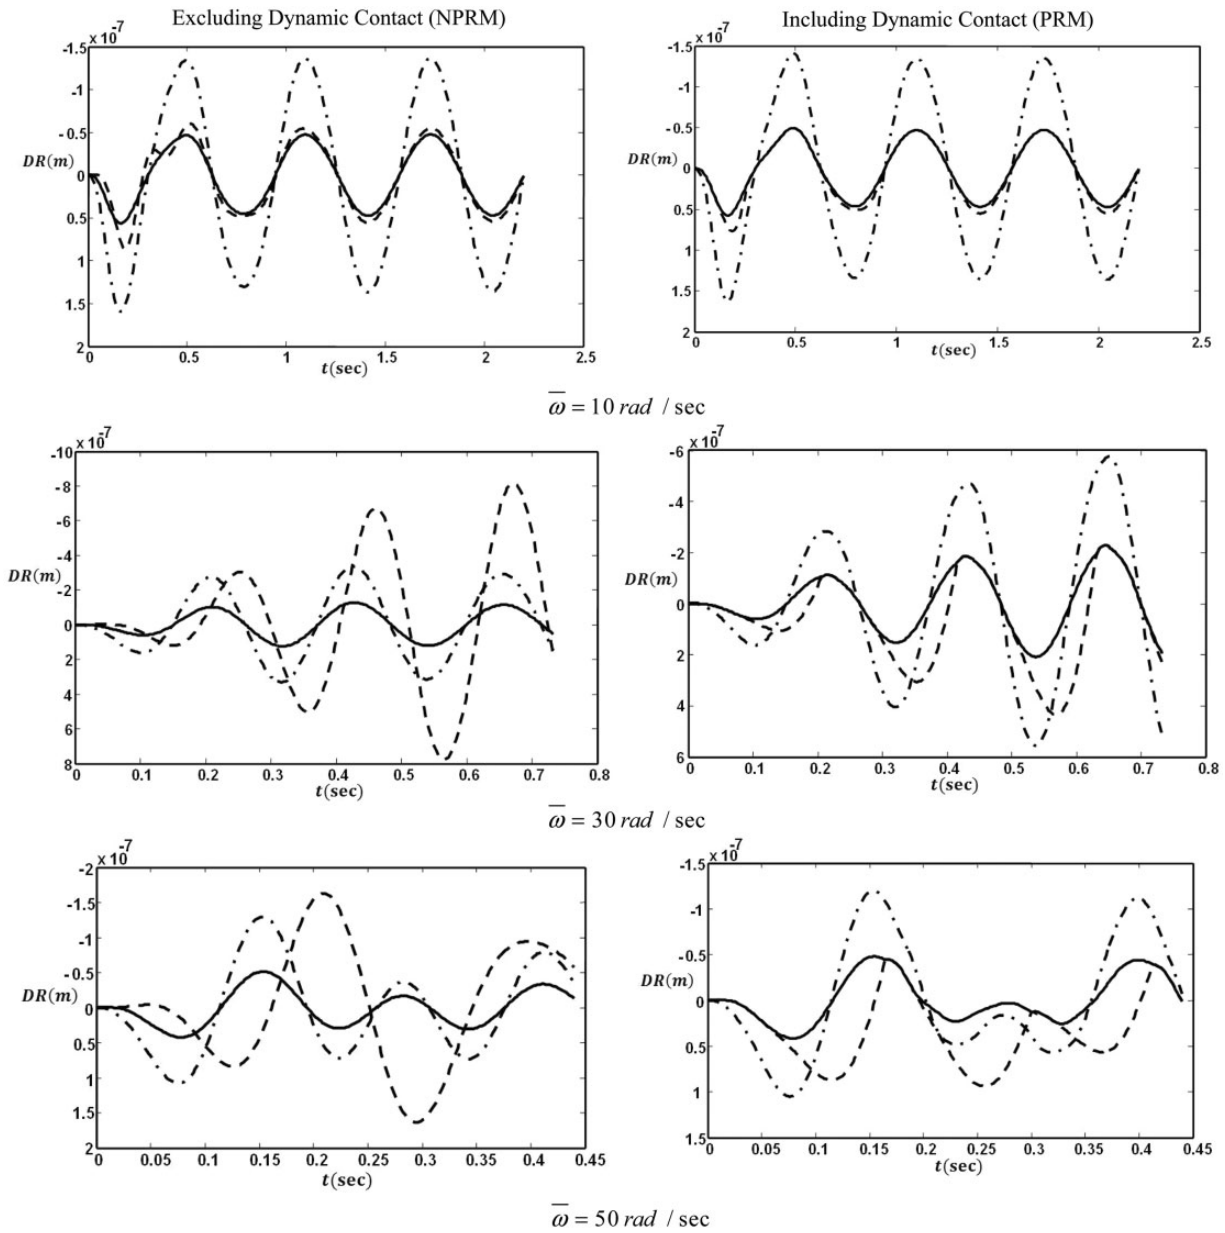 Excluding Dynamic Contact (NPRM)
Including Dynamic Contact (PRM)
x 10^-7
-1.5
-1
-0.5
DR(m)
0
0.5
1
1.5
2
0 0.5 1 1.5 2 2.5
t(sec)
x 10^-7
-1.5
-1
-0.5
DR(m)
0
0.5
1
1.5
2
0 0.5 1 1.5 2 2.5
t(sec)
ω̅ = 10 rad / sec
x 10^-7
-10
-8
-6
-4
-2
DR(m)
0
2
4
6
8
0 0.1 0.2 0.3 0.4 0.5 0.6 0.7 0.8
t(sec)
x 10^-7
-6
-4
-2
DR(m)
0
2
4
6
0 0.1 0.2 0.3 0.4 0.5 0.6 0.7 0.8
t(sec)
ω̅ = 30 rad / sec
x 10^-7
-2
-1.5
-1
-0.5
DR(m)
0
0.5
1
1.5
2
0 0.05 0.1 0.15 0.2 0.25 0.3 0.35 0.4 0.45
t(sec)
x 10^-7
-1.5
-1
-0.5
DR(m)
0
0.5
1
1.5
0 0.05 0.1 0.15 0.2 0.25 0.3 0.35 0.4 0.45
t(sec)
ω̅ = 50 rad / sec